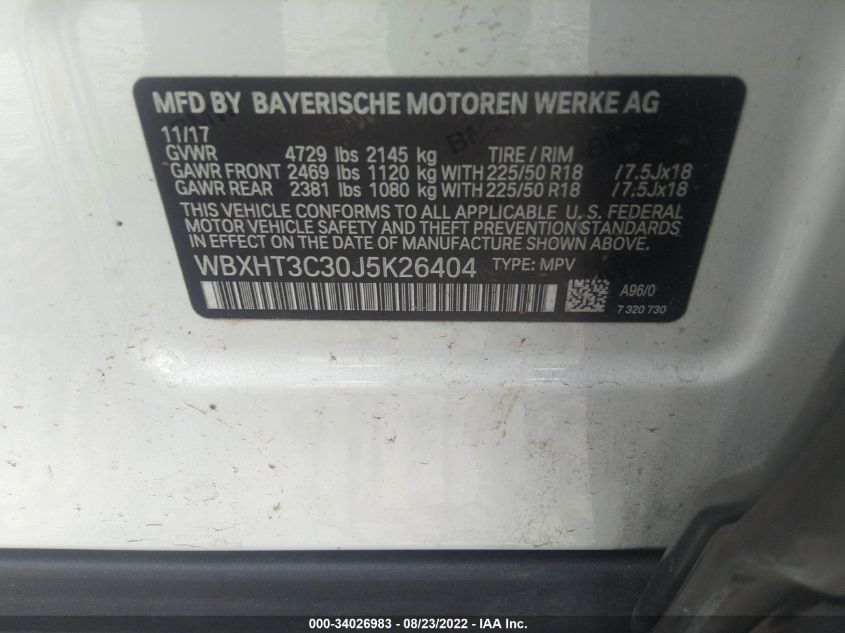 MFD BY BAYERISCHE MOTOREN WERKE AG
11/17
GVWR 4729 lbs 2145 kg TIRE / RIM
GAWR FRONT 2469 lbs 1120 kg WITH 225/50 R18 /7.5Jx18
GAWR REAR 2381 lbs 1080 kg WITH 225/50 R18 /7.5Jx18
THIS VEHICLE CONFORMS TO ALL APPLICABLE U.S. FEDERAL
MOTOR VEHICLE SAFETY AND THEFT PREVENTION STANDARDS
IN EFFECT ON THE DATE OF MANUFACTURE SHOWN ABOVE.
WBXHT3C30J5K26404 TYPE: MPV
A96/0
7 320 730
000-34026983 - 08/23/2022 - IAA Inc.